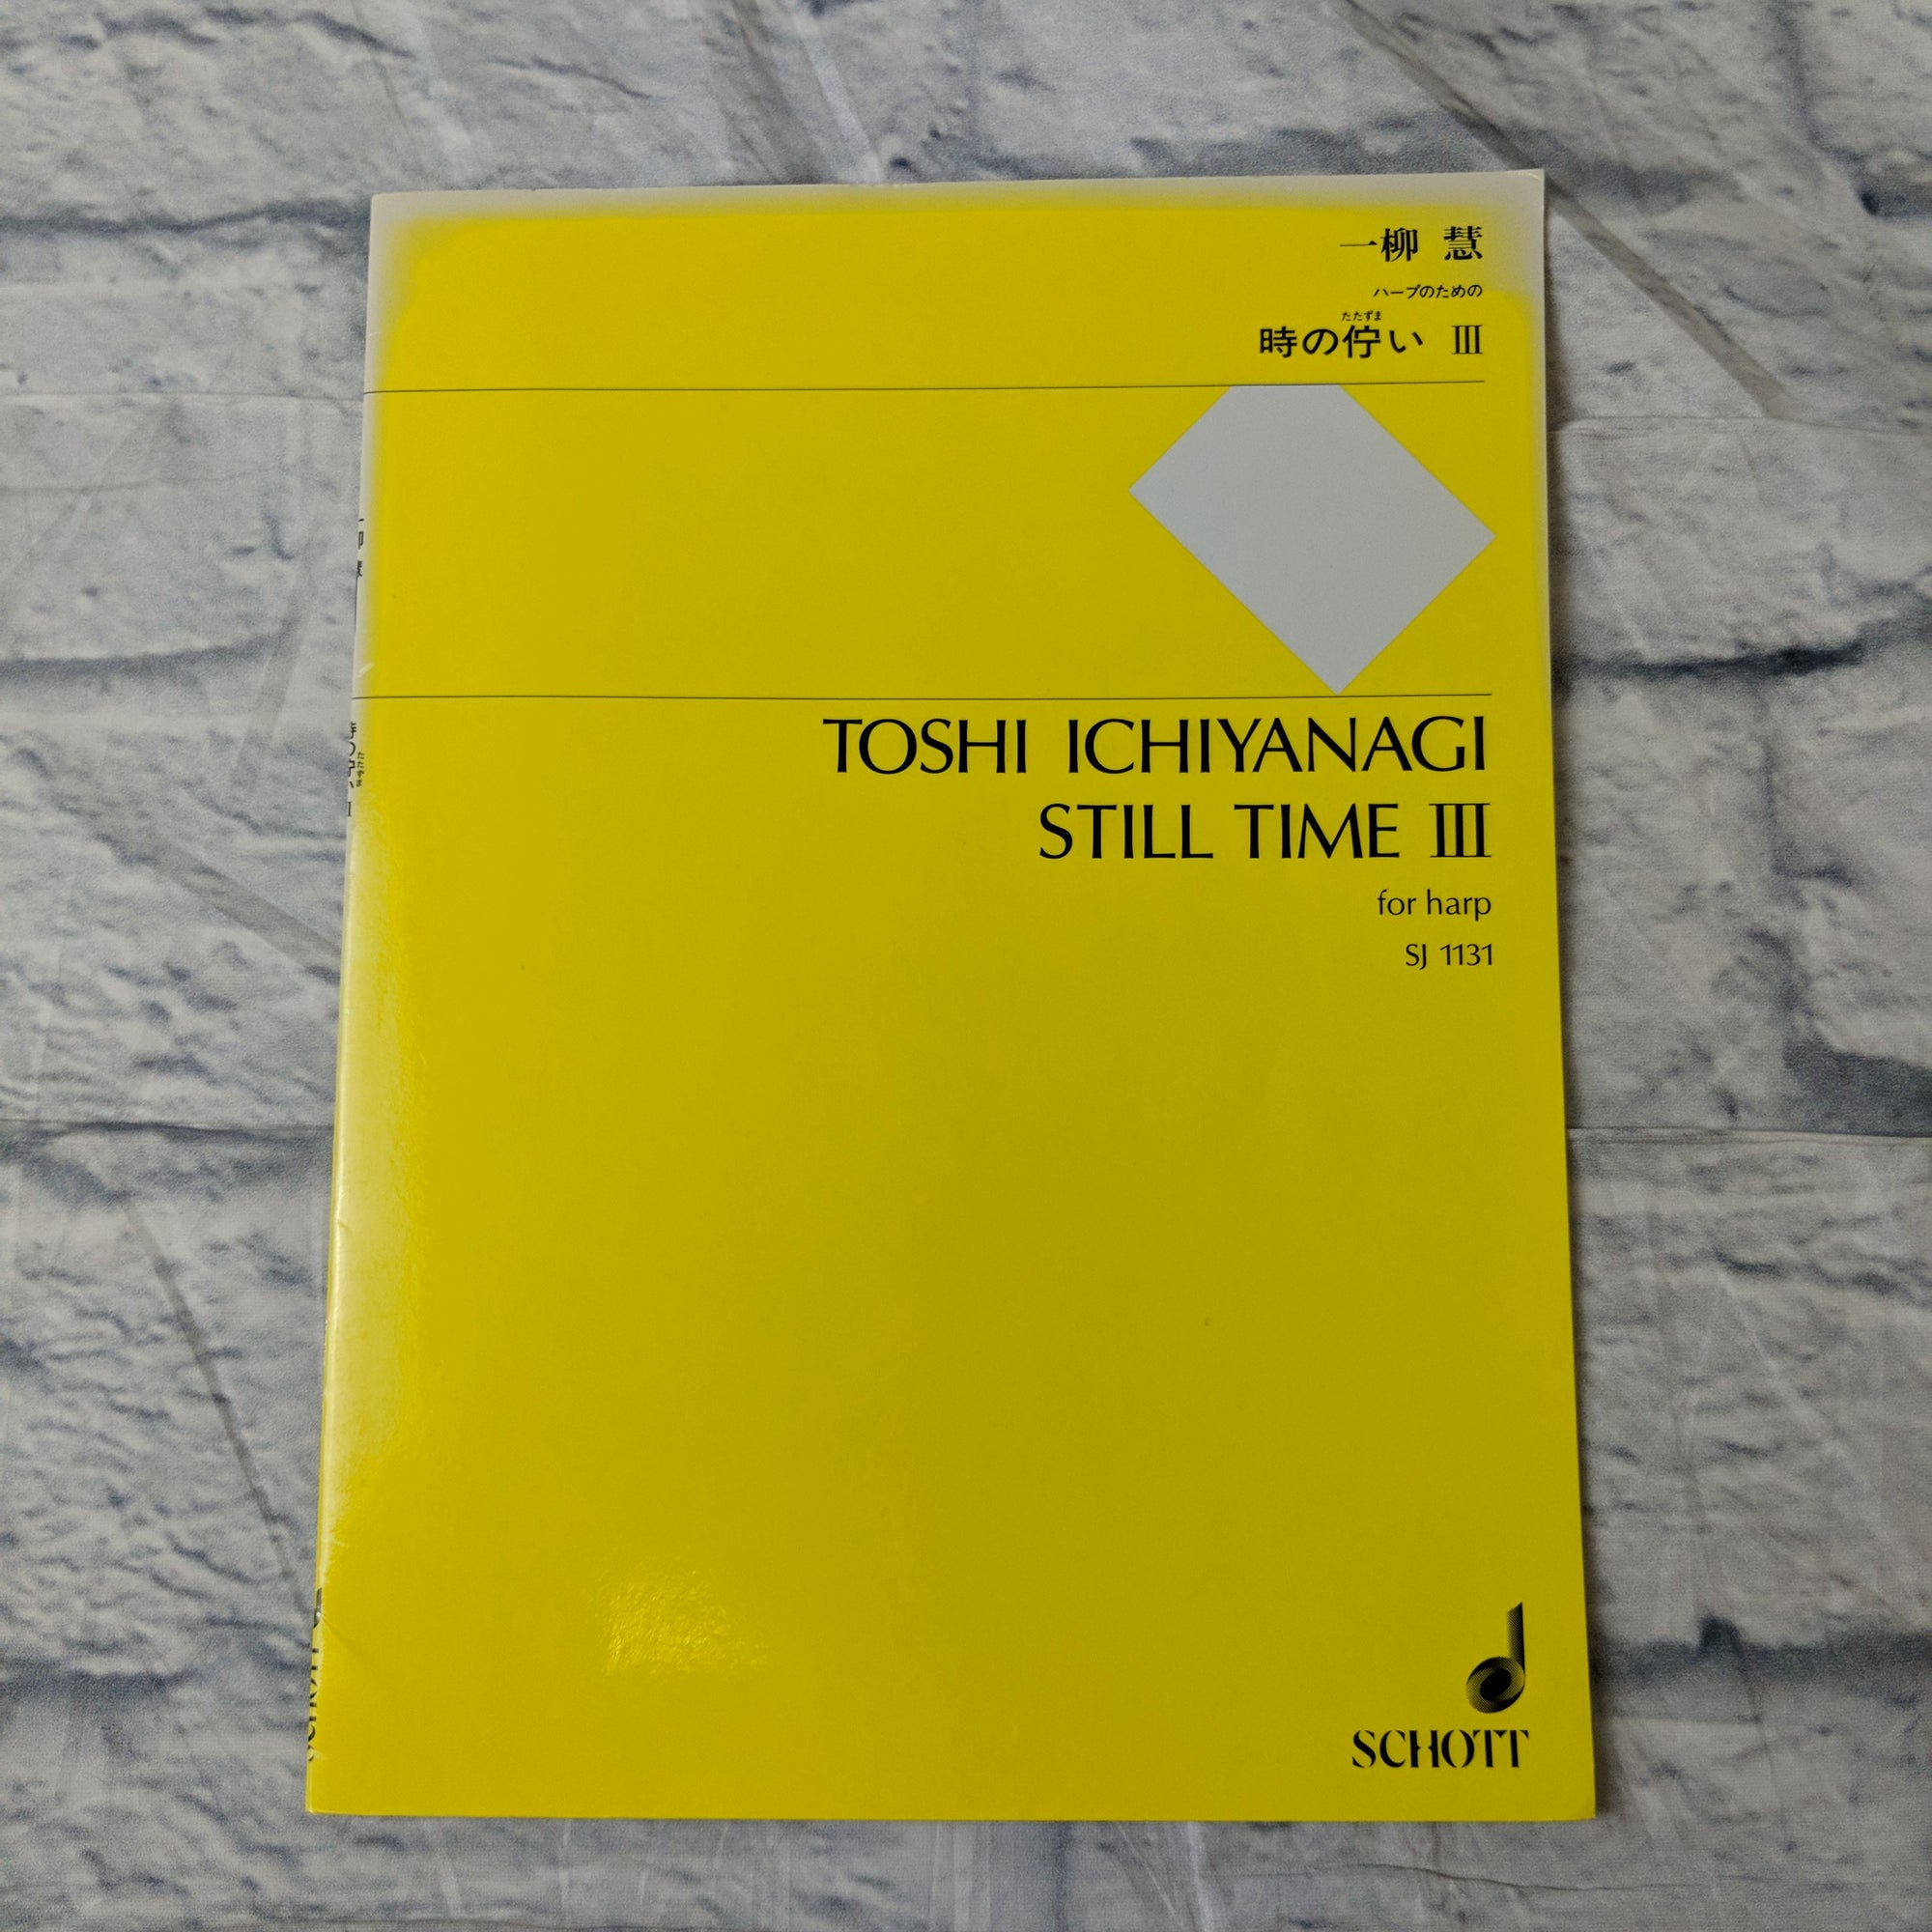 一柳 慧
ハープのための
たたずま
時の佇い Ⅲ
TOSHI ICHIYANAGI
STILL TIME III
for harp
SJ 1131
SCHOTT